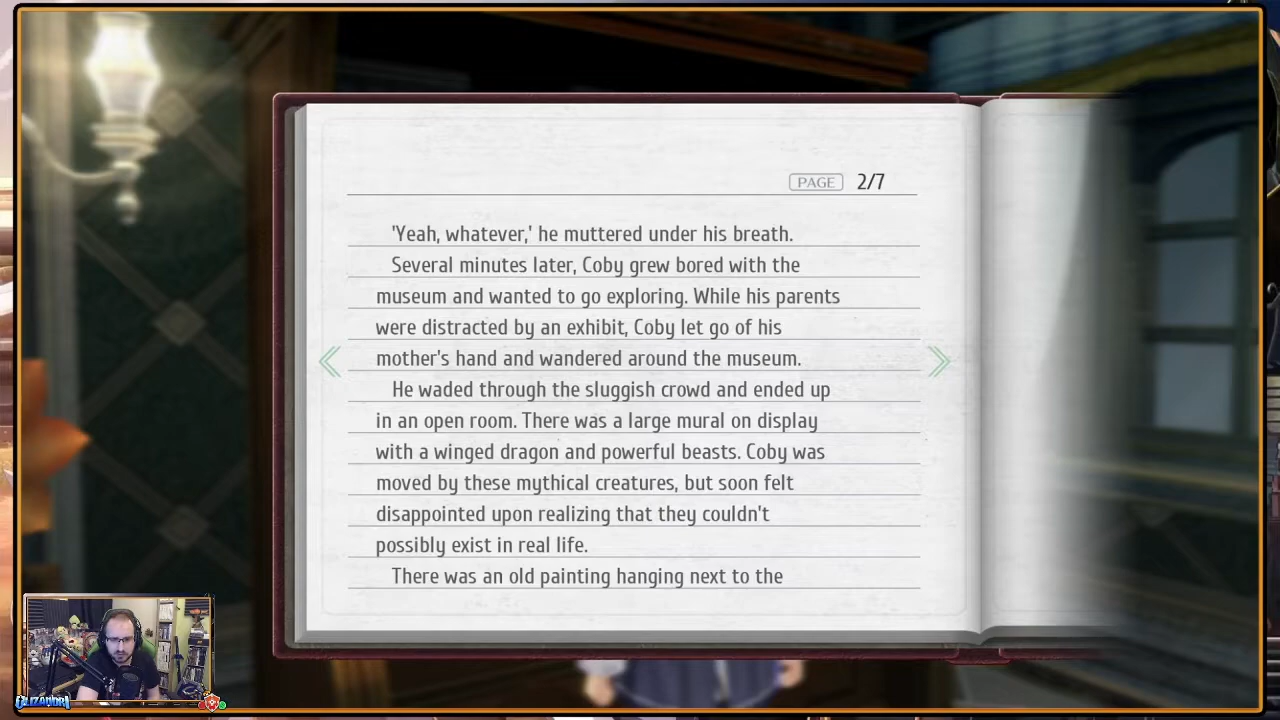 PAGE 2/7
'Yeah, whatever,' he muttered under his breath.
Several minutes later, Coby grew bored with the
museum and wanted to go exploring. While his parents
were distracted by an exhibit, Coby let go of his
mother's hand and wandered around the museum.
He waded through the sluggish crowd and ended up
in an open room. There was a large mural on display
with a winged dragon and powerful beasts. Coby was
moved by these mythical creatures, but soon felt
disappointed upon realizing that they couldn't
possibly exist in real life.
There was an old painting hanging next to the